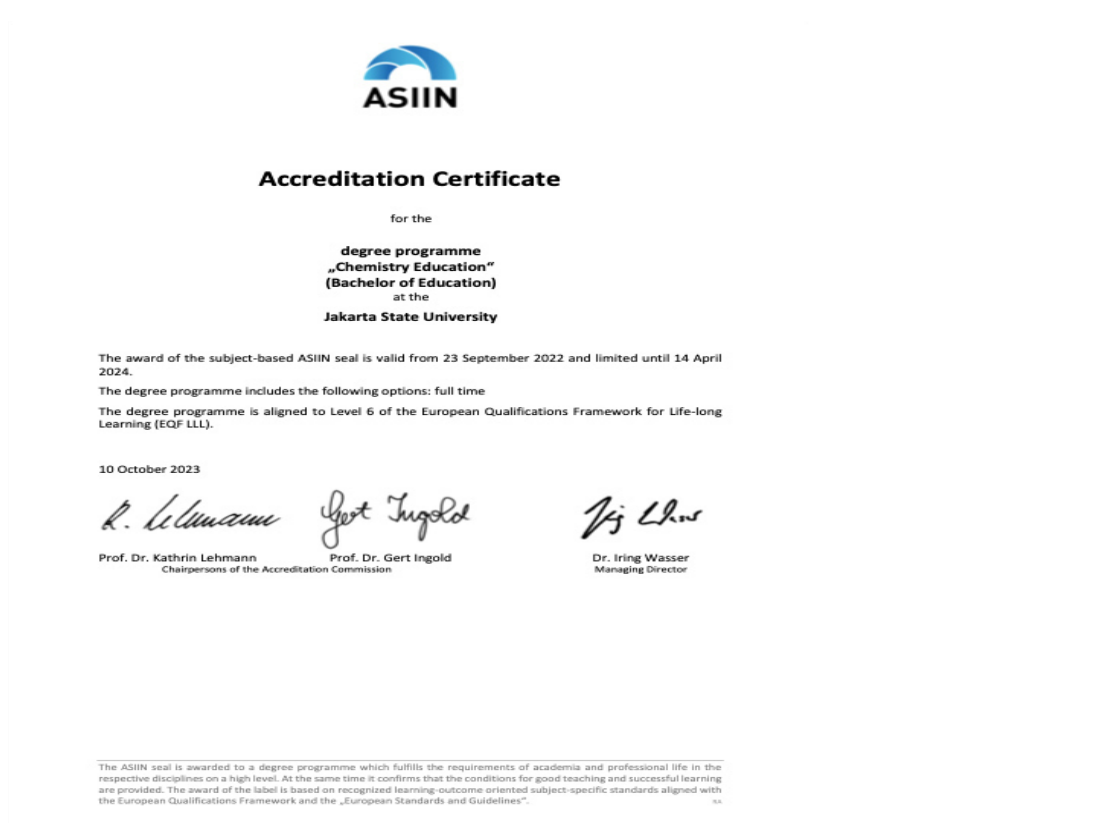 ASIIN
Accreditation Certificate
for the
degree programme
„Chemistry Education“
(Bachelor of Education)
at the
Jakarta State University
The award of the subject-based ASIIN seal is valid from 23 September 2022 and limited until 14 April
2024.
The degree programme includes the following options: full time
The degree programme is aligned to Level 6 of the European Qualifications Framework for Life-long
Learning (EQF LLL).
10 October 2023
R. Lehmann Gert Ingold
Prof. Dr. Kathrin Lehmann Prof. Dr. Gert Ingold Dr. Iring Wasser
Chairpersons of the Accreditation Commission Managing Director
The ASIIN seal is awarded to a degree programme which fulfills the requirements of academia and professional life in the
respective disciplines on a high level. At the same time it confirms that the conditions for good teaching and successful learning
are provided. The award of the label is based on recognized learning-outcome oriented subject-specific standards aligned with
the European Qualifications Framework and the „European Standards and Guidelines“.